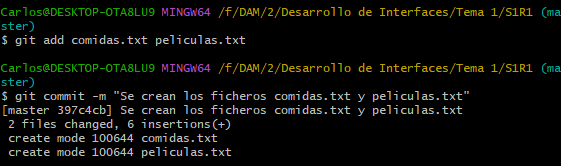 Carlos@DESKTOP-OTA8LU9 MINGW64 /f/DAM/2/Desarrollo de Interfaces/Tema 1/S1R1 (ma
ster)
$ git add comidas.txt peliculas.txt
Carlos@DESKTOP-OTA8LU9 MINGW64 /f/DAM/2/Desarrollo de Interfaces/Tema 1/S1R1 (ma
ster)
$ git commit -m "Se crean los ficheros comidas.txt y peliculas.txt"
[master 397c4cb] Se crean los ficheros comidas.txt y peliculas.txt
 2 files changed, 6 insertions(+)
 create mode 100644 comidas.txt
 create mode 100644 peliculas.txt